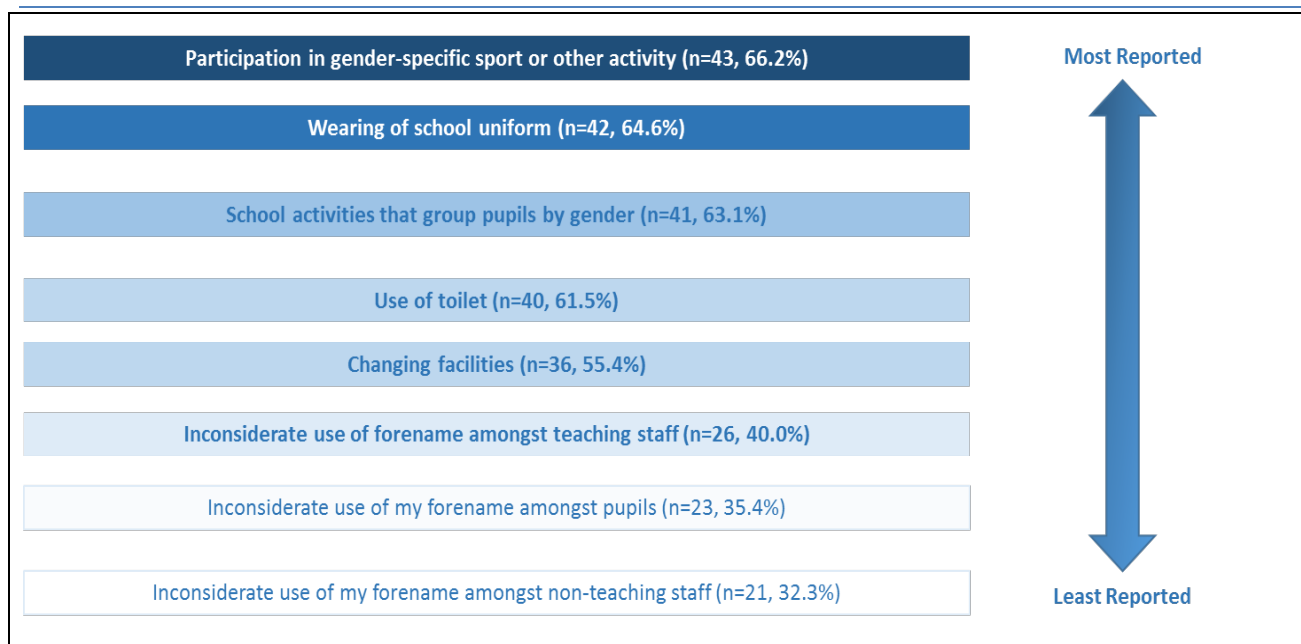 Participation in gender-specific sport or other activity (n=43, 66.2%)
Most Reported
Wearing of school uniform (n=42, 64.6%)
School activities that group pupils by gender (n=41, 63.1%)
Use of toilet (n=40, 61.5%)
Changing facilities (n=36, 55.4%)
Inconsiderate use of forename amongst teaching staff (n=26, 40.0%)
Inconsiderate use of my forename amongst pupils (n=23, 35.4%)
Inconsiderate use of my forename amongst non-teaching staff (n=21, 32.3%)
Least Reported